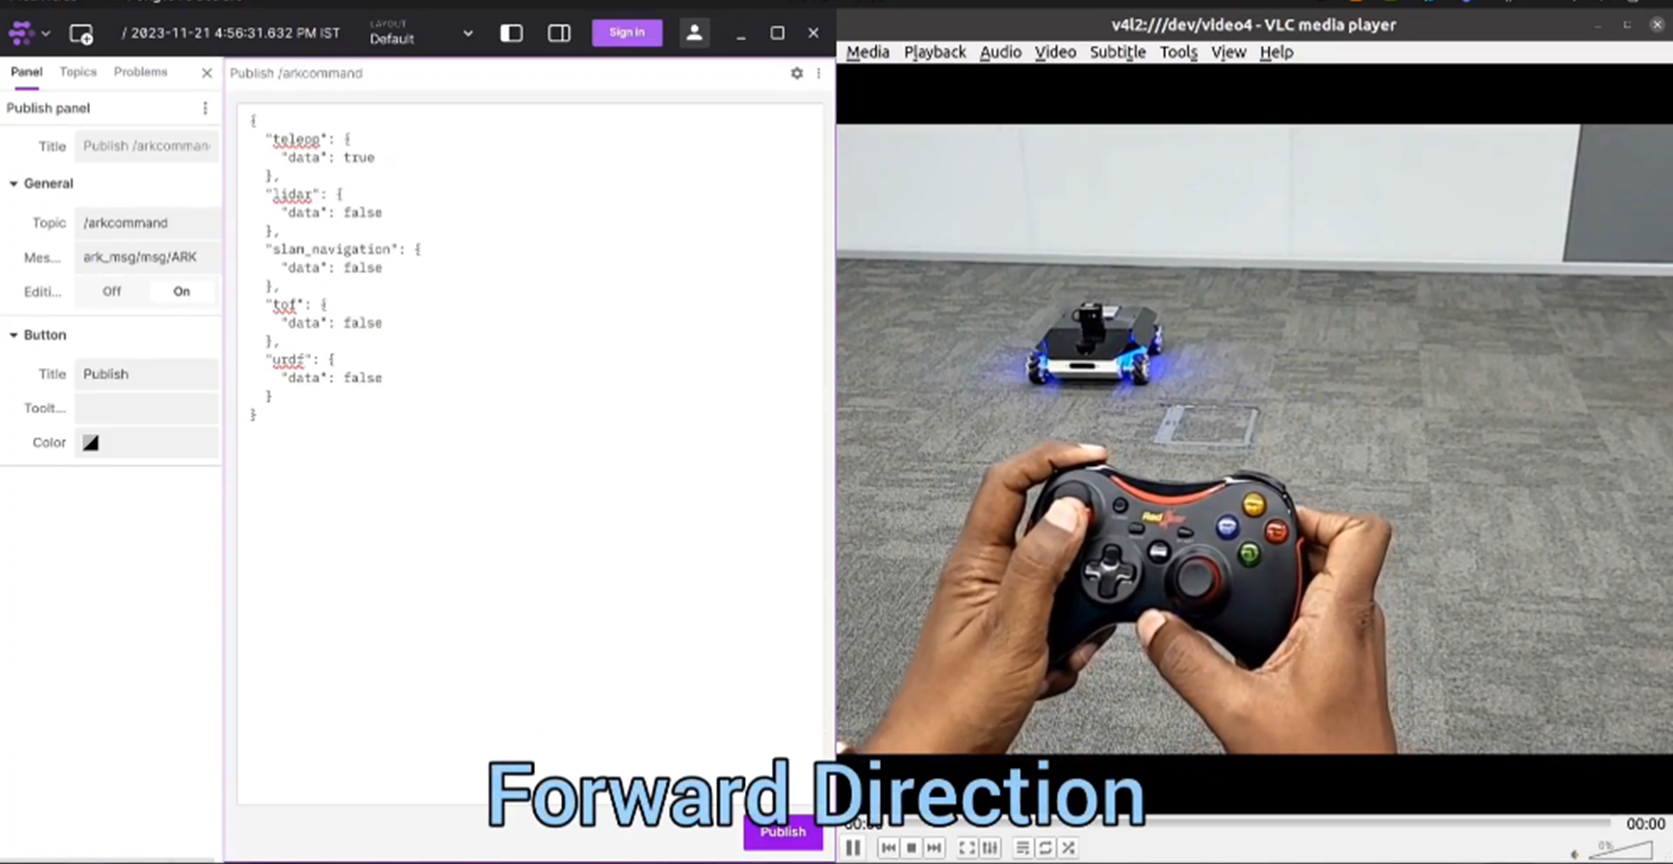 / 2023-11-21 4:56:31.632 PM IST
LAYOUT
Default
Sign in
v4l2:///dev/video4 - VLC media player
Panel Topics Problems
Publish /arkcommand
Media Playback Audio Video Subtitle Tools View Help
Publish panel
Title Publish /arkcomman
General
Topic /arkcommand
Mes... ark_msg/msg/ARK
Editi... Off On
Button
Title Publish
Toolt...
Color
{
"teleop": {
"data": true
},
"lidar": {
"data": false
},
"slam_navigation": {
"data": false
},
"tof": {
"data": false
},
"urdf": {
"data": false
}
}
Red
Forward Direction
Publish
00:00
0%